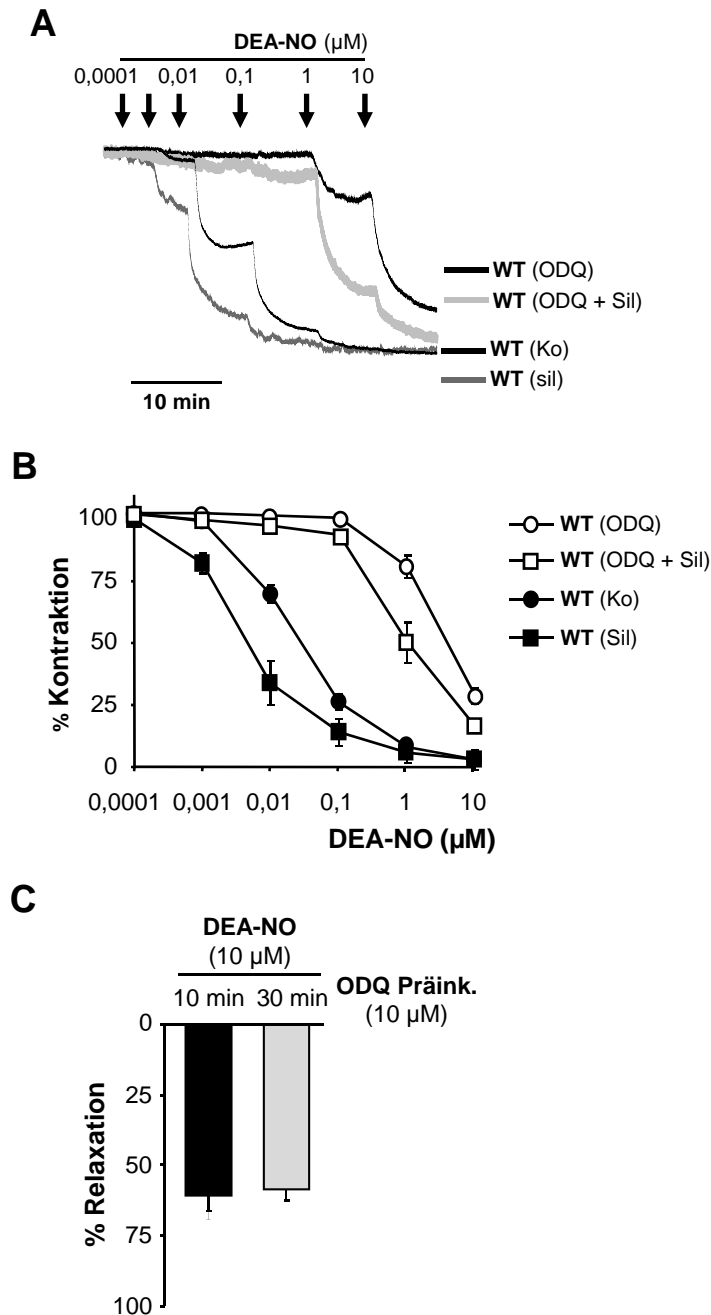 A
DEA-NO (µM)
0,0001 0,01 0,1 1 10
WT (ODQ)
WT (ODQ + Sil)
WT (Ko)
WT (sil)
10 min
B
100
75
50
25
0
% Kontraktion
0,0001 0,001 0,01 0,1 1 10
DEA-NO (µM)
WT (ODQ)
WT (ODQ + Sil)
WT (Ko)
WT (Sil)
C
DEA-NO
(10 µM)
10 min 30 min
ODQ Präink.
(10 µM)
0
25
50
75
100
% Relaxation